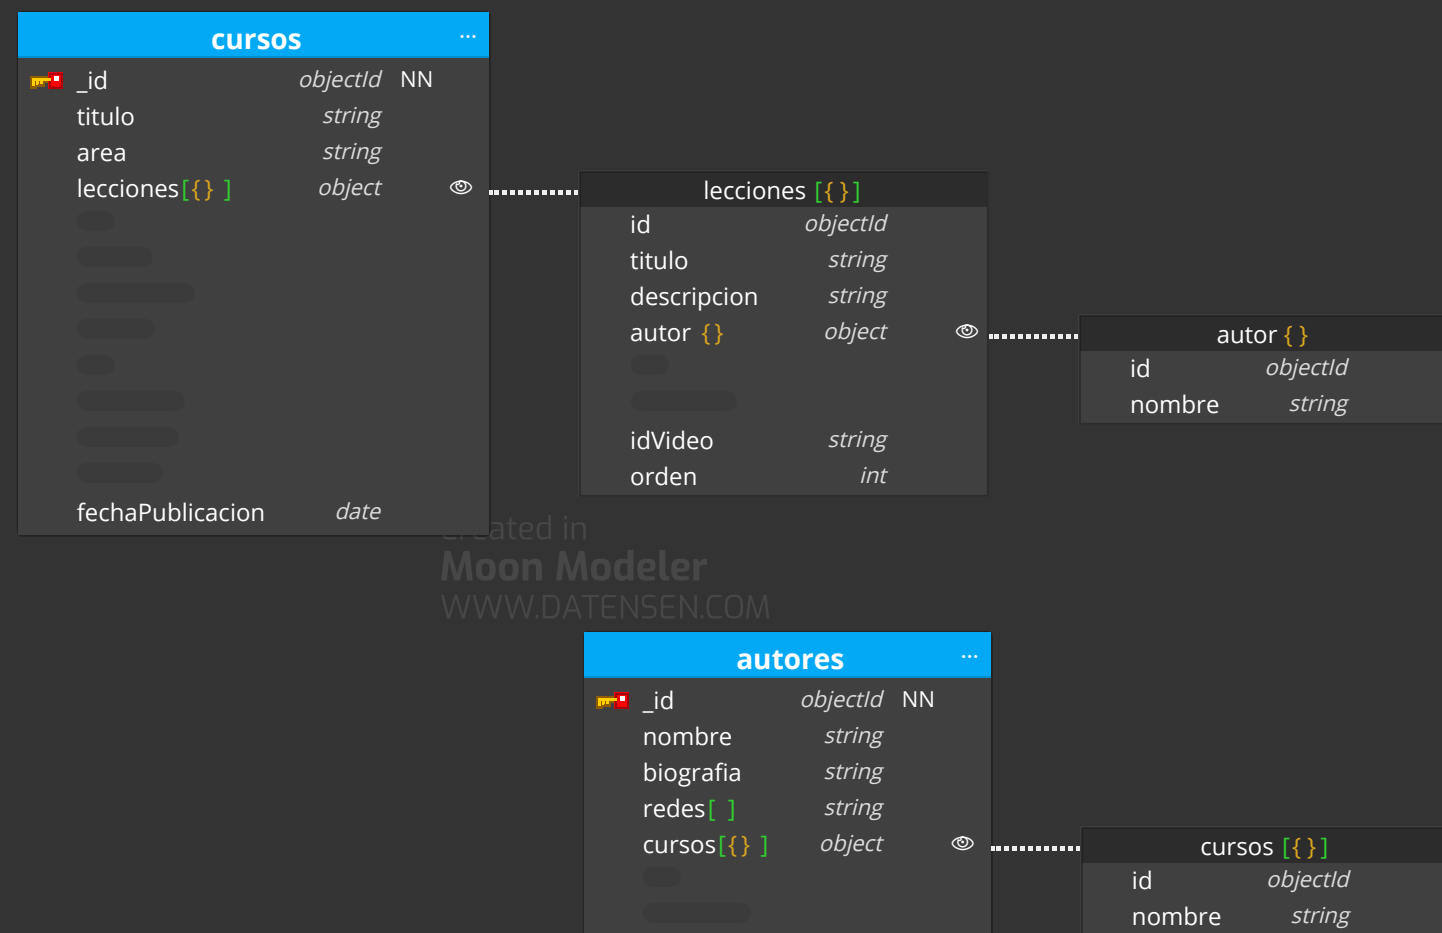 cursos ...
_id objectId NN
titulo string
area string
lecciones[{} ] object
fechaPublicacion date
lecciones [{}]
id objectId
titulo string
descripcion string
autor {} object
idVideo string
orden int
autor {}
id objectId
nombre string
created in
Moon Modeler
WWW.DATENSEN.COM
autores ...
_id objectId NN
nombre string
biografia string
redes[ ] string
cursos[{} ] object
cursos [{}]
id objectId
nombre string